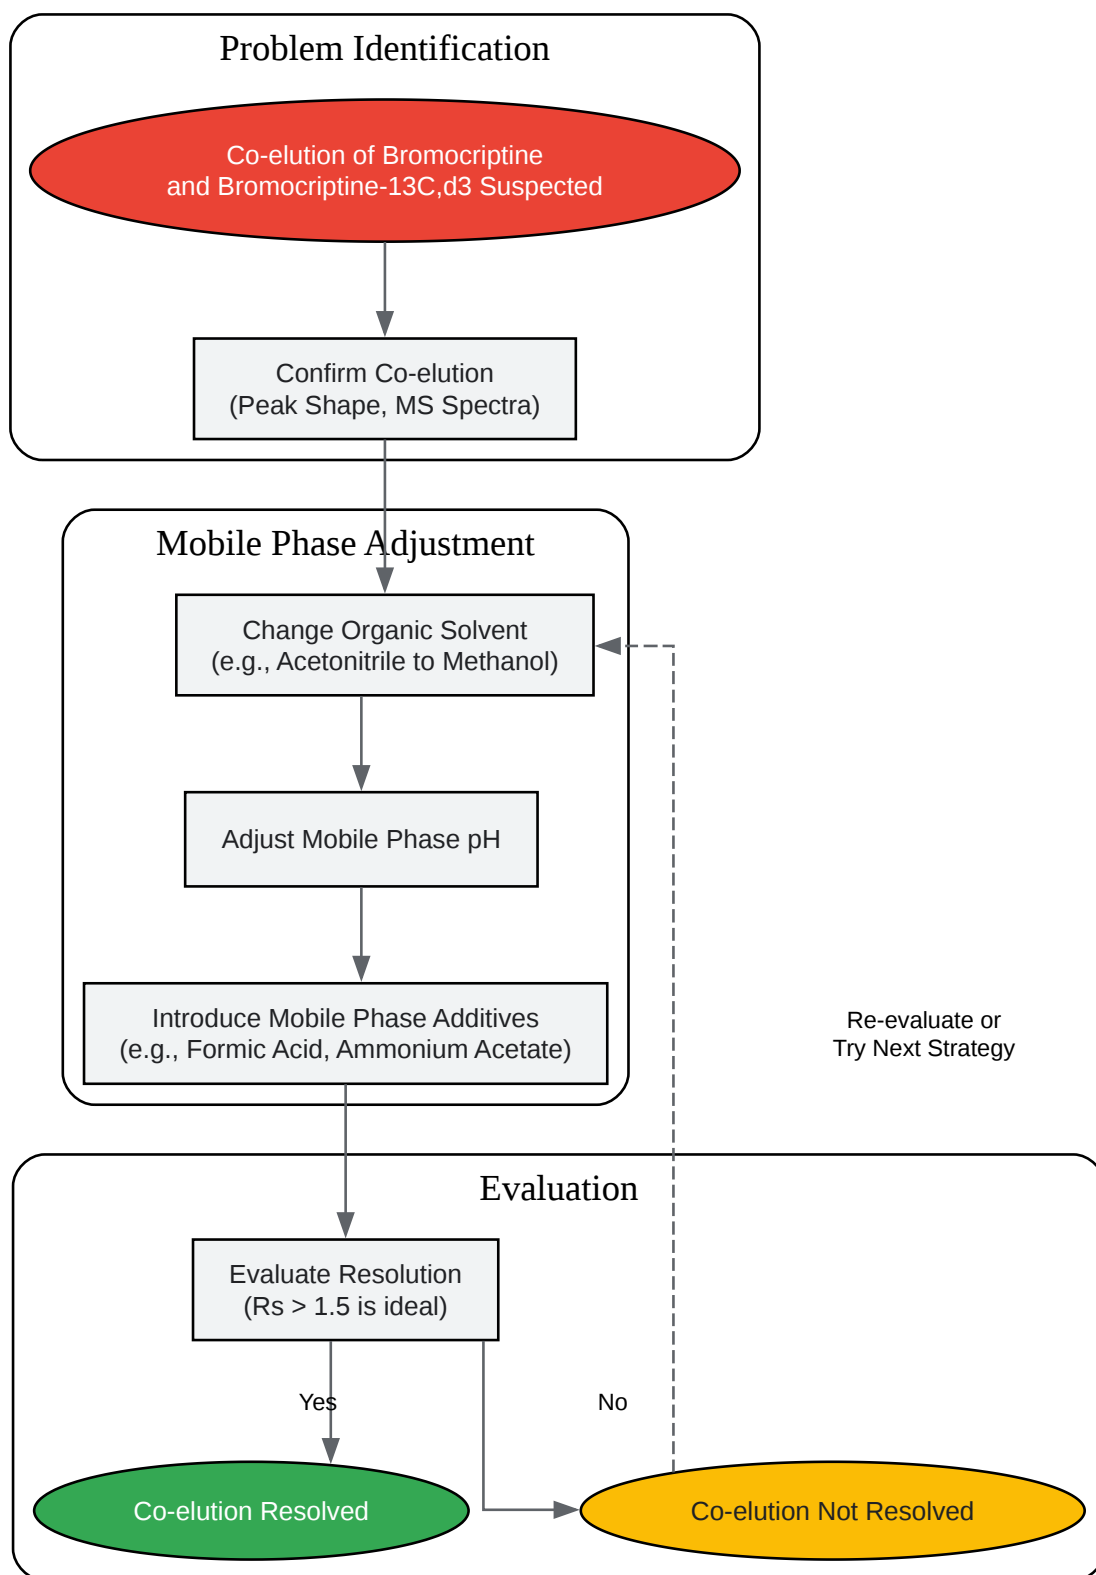 Problem Identification
Co-elution of Bromocriptine
and Bromocriptine-13C,d3 Suspected
Confirm Co-elution
(Peak Shape, MS Spectra)
Mobile Phase Adjustment
Change Organic Solvent
(e.g., Acetonitrile to Methanol)
Adjust Mobile Phase pH
Introduce Mobile Phase Additives
(e.g., Formic Acid, Ammonium Acetate)
Re-evaluate or
Try Next Strategy
Evaluation
Evaluate Resolution
(Rs > 1.5 is ideal)
Yes
No
Co-elution Resolved
Co-elution Not Resolved